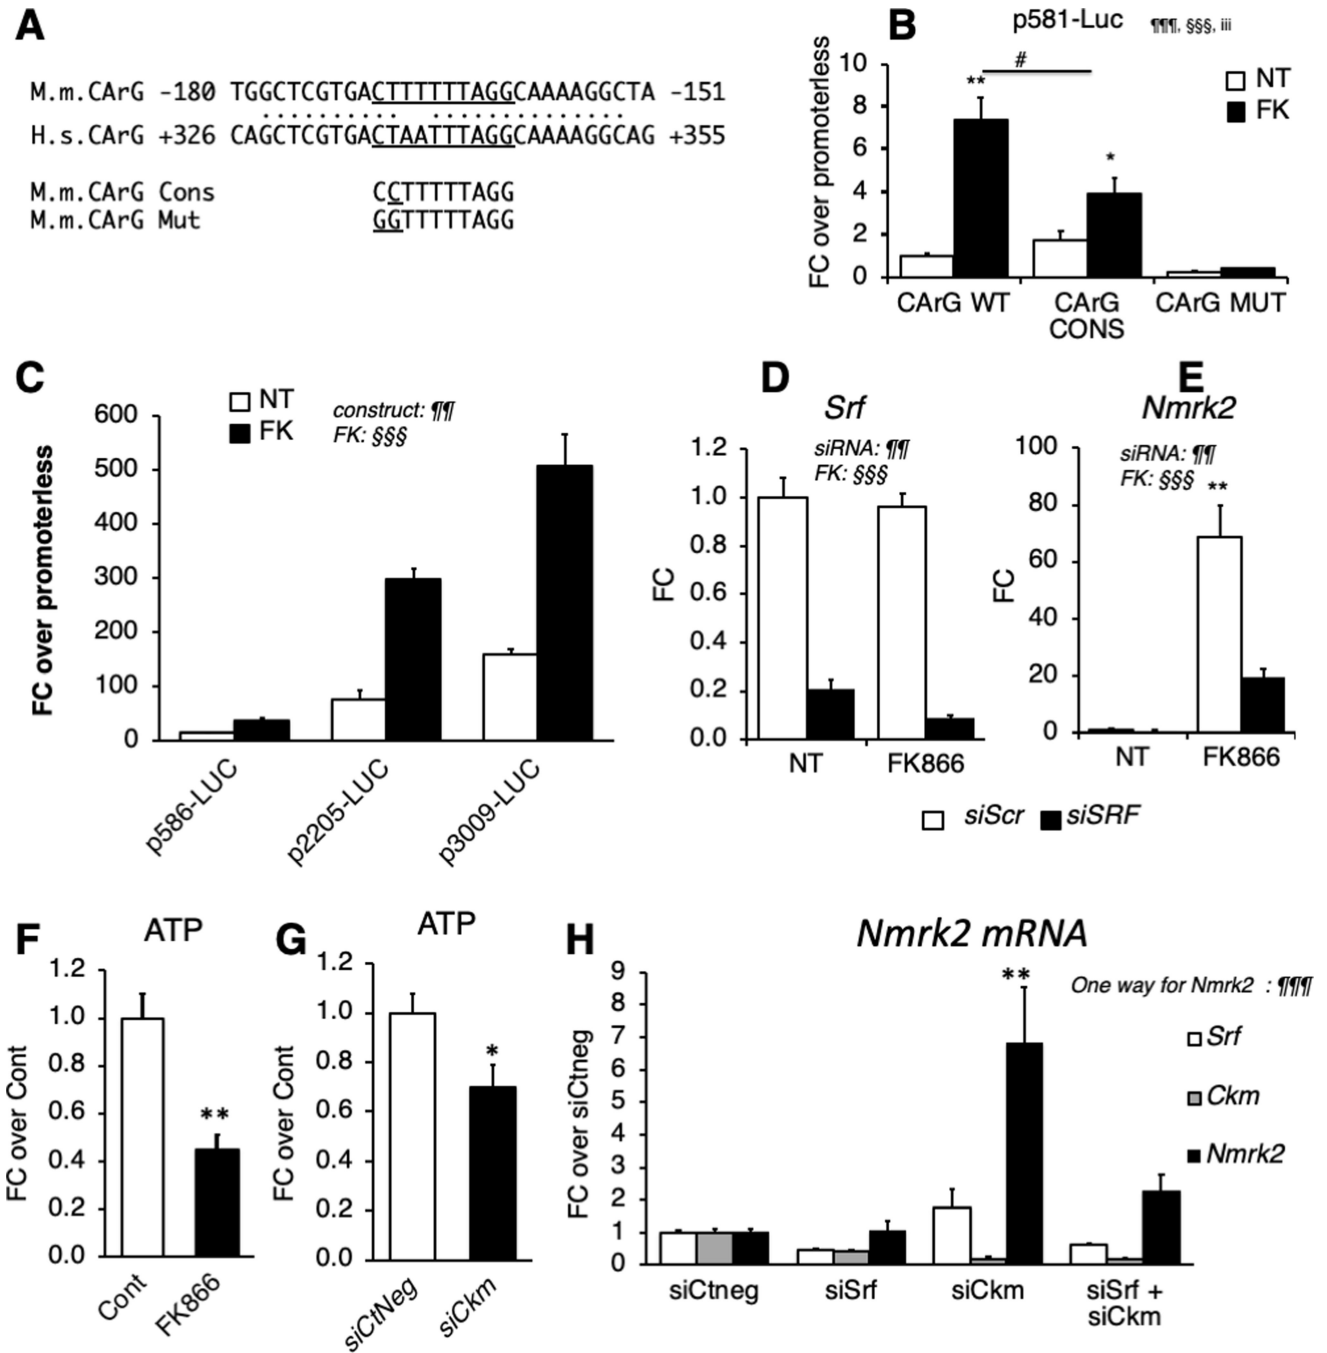 A
M.m.CArG -180 TGGCTCGTGACTTTTTTAGGCAAAAGGCTA -151
H.s.CArG +326 CAGCTCGTGACTAATTTAGGCAAAAGGCAG +355
M.m.CArG Cons CCTTTTTAGG
M.m.CArG Mut GGTTTTTAGG
B
p581-Luc ¶¶¶, §§§, iii
FC over promoterless
10
8
6
4
2
0
**
#
*
NT
FK
CArG WT
CArG
CONS
CArG MUT
C
NT
FK
construct: ¶¶
FK: §§§
FC over promoterless
600
500
400
300
200
100
0
p586-LUC
p2205-LUC
p3009-LUC
D
Srf
siRNA: ¶¶
FK: §§§
FC
1.2
1.0
0.8
0.6
0.4
0.2
0.0
NT
FK866
E
Nmrk2
siRNA: ¶¶
FK: §§§
**
FC
100
80
60
40
20
0
NT
FK866
siScr
siSRF
F
ATP
FC over Cont
1.2
1.0
0.8
0.6
0.4
0.2
0.0
**
Cont
FK866
G
ATP
FC over Cont
1.2
1.0
0.8
0.6
0.4
0.2
0.0
*
siCtNeg
siCkm
H
Nmrk2 mRNA
One way for Nmrk2 : ¶¶¶
FC over siCtneg
9
8
7
6
5
4
3
2
1
0
**
Srf
Ckm
Nmrk2
siCtneg
siSrf
siCkm
siSrf +
siCkm